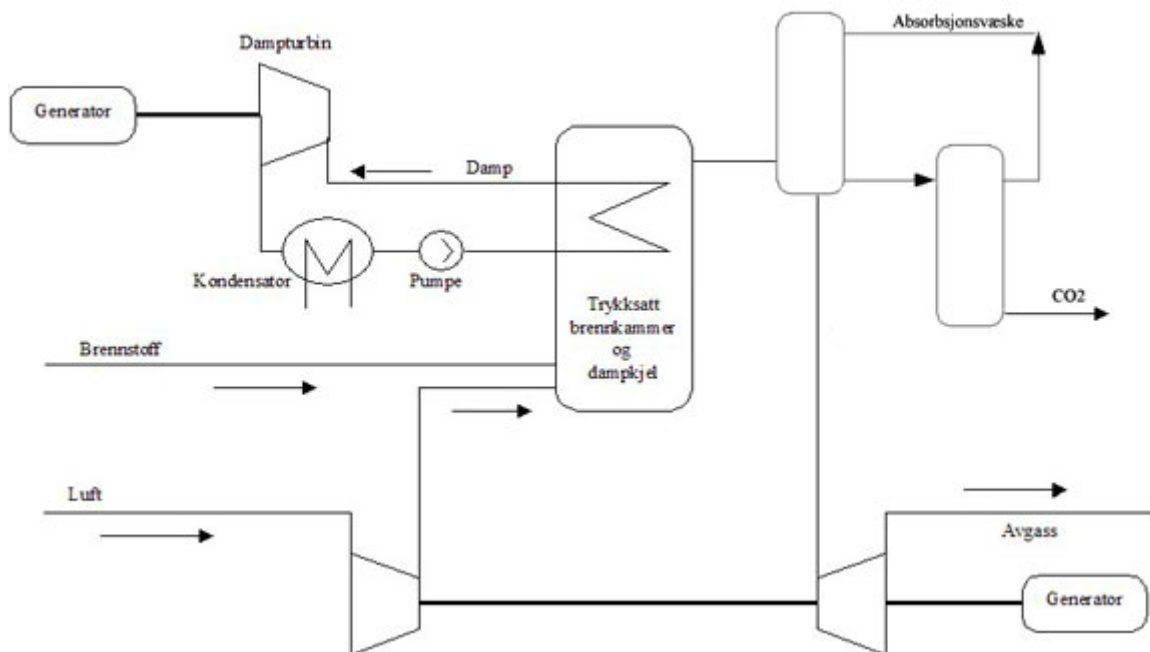 Absorbsjonsvæske
Dampturbin
Generator
Damp
Kondensator
Pumpe
CO2
Trykksatt
brennkammer
og
dampkjel
Brennstoff
Luft
Avgass
Generator